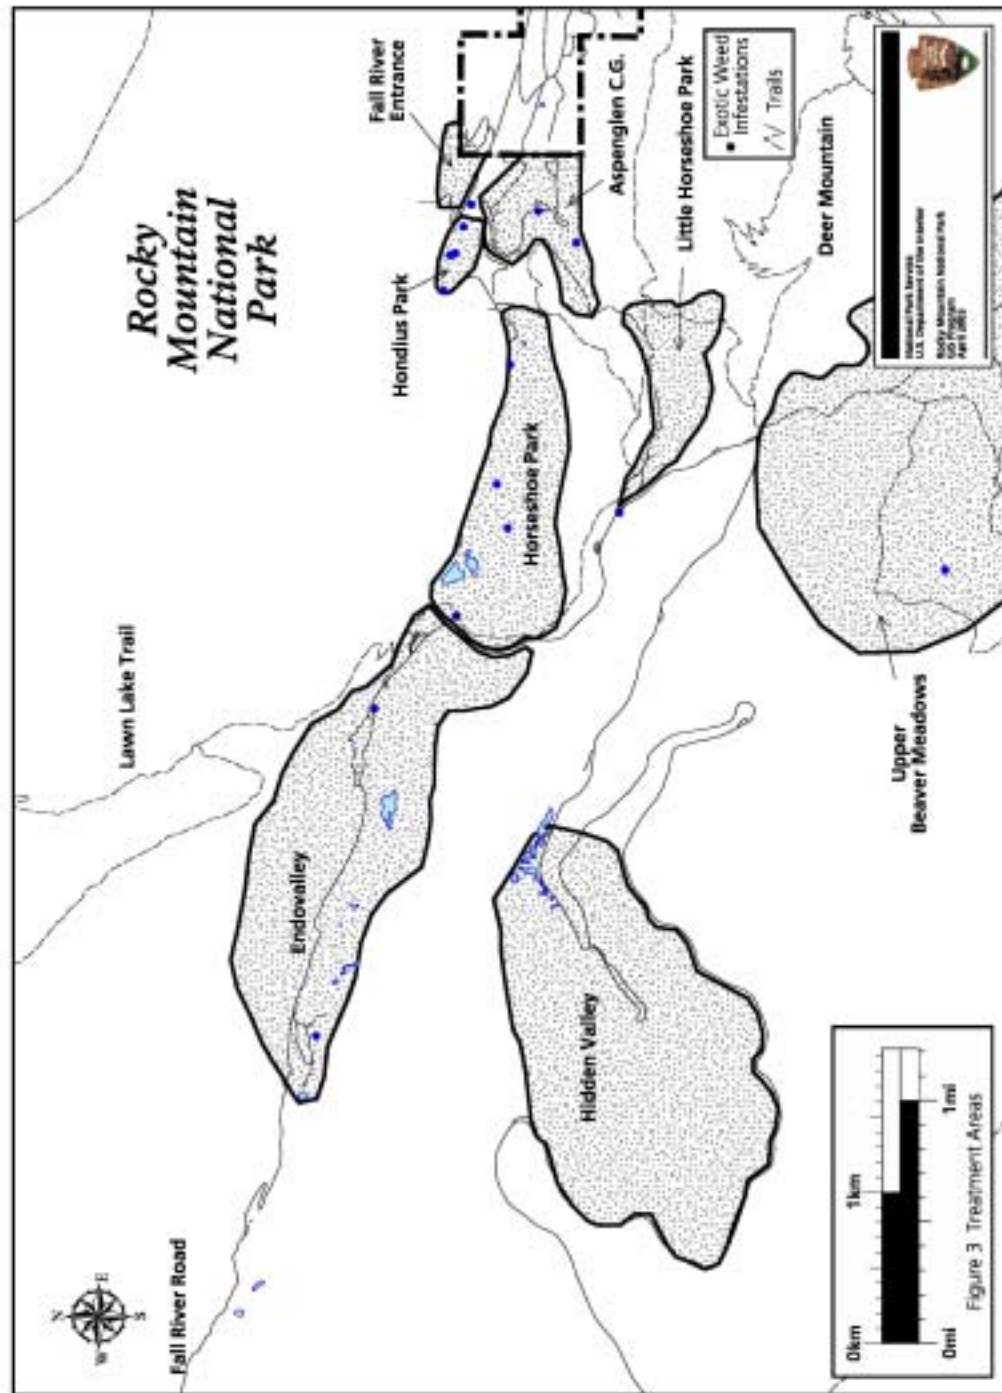 Rocky
Mountain
National
Park
Fall River
Entrance
Hondius Park
Aspenglen C.G.
Exotic Weed
Infestations
Trails
Little Horseshoe Park
Deer Mountain
Horseshoe Park
Lawn Lake Trail
Endovalley
Upper
Beaver Meadows
Hidden Valley
Fall River Road
N
E
S
W
0km
1km
0mi
1mi
Figure 3 Treatment Areas
National Park Service
U.S. Department of the Interior
Rocky Mountain National Park
GIS Program